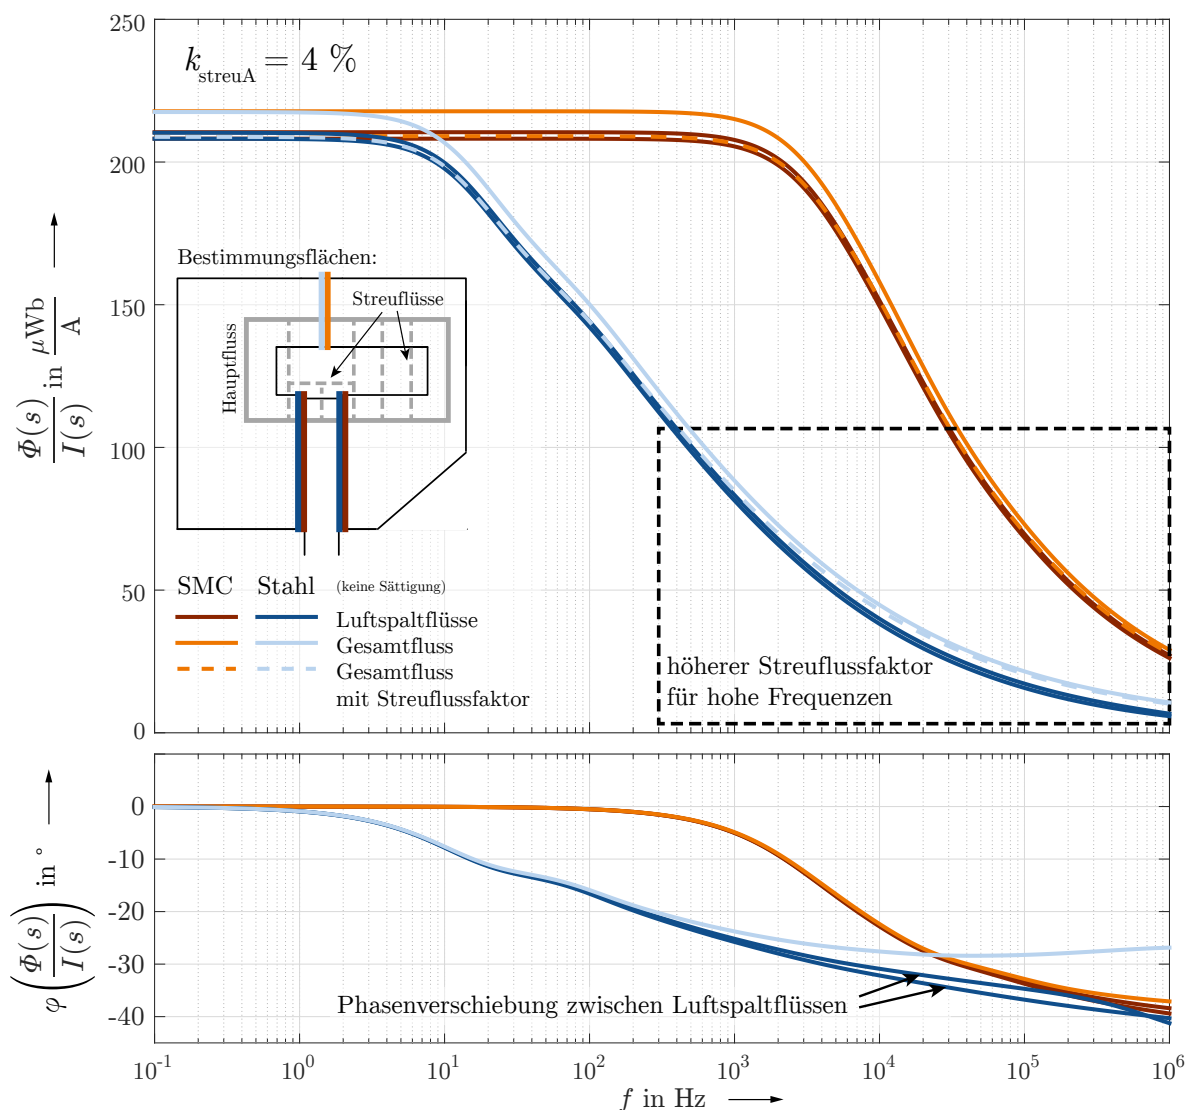 250
200
150
100
50
0
Φ(s)
I(s)
in
μWb
A
k_streuA = 4 %
Bestimmungsflächen:
Streuflüsse
Hauptfluss
SMC Stahl (keine Sättigung)
Luftspaltflüsse
Gesamtfluss
Gesamtfluss
mit Streuflussfaktor
höherer Streuflussfaktor
für hohe Frequenzen
0
-10
-20
-30
-40
φ(Φ(s)/I(s)) in °
Phasenverschiebung zwischen Luftspaltflüssen
10^-1 10^0 10^1 10^2 10^3 10^4 10^5 10^6
f in Hz